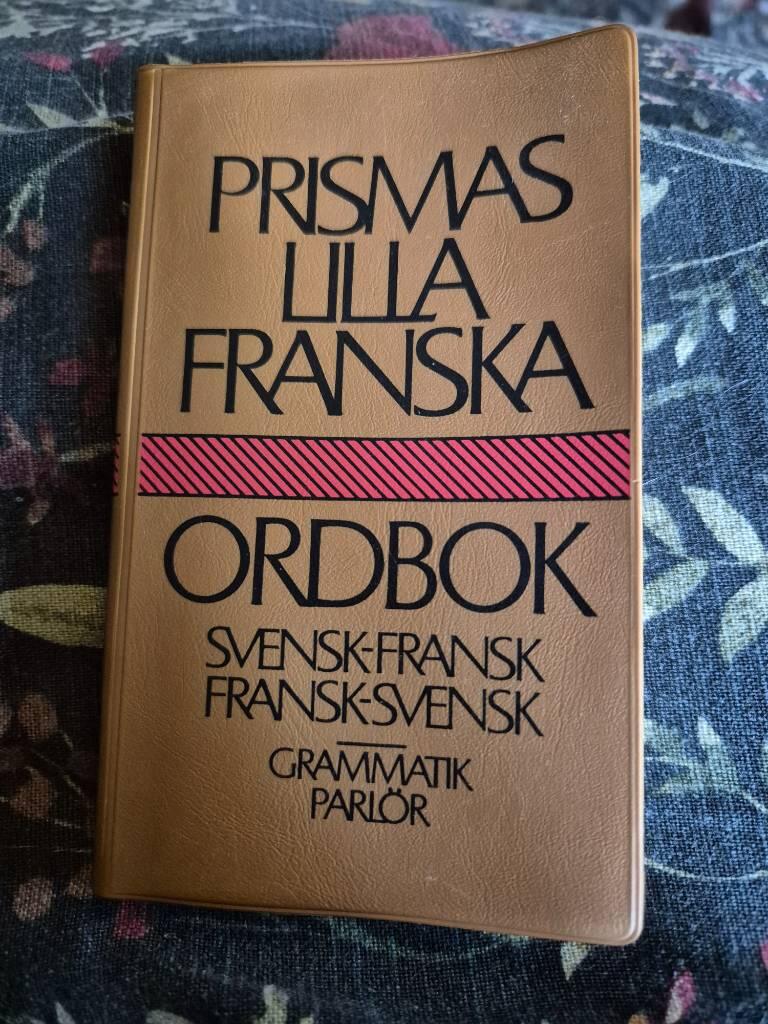 PRISMAS
LILLA
FRANSKA
ORDBOK
SVENSK-FRANSK
FRANSK-SVENSK
GRAMMATIK
PARLÖR